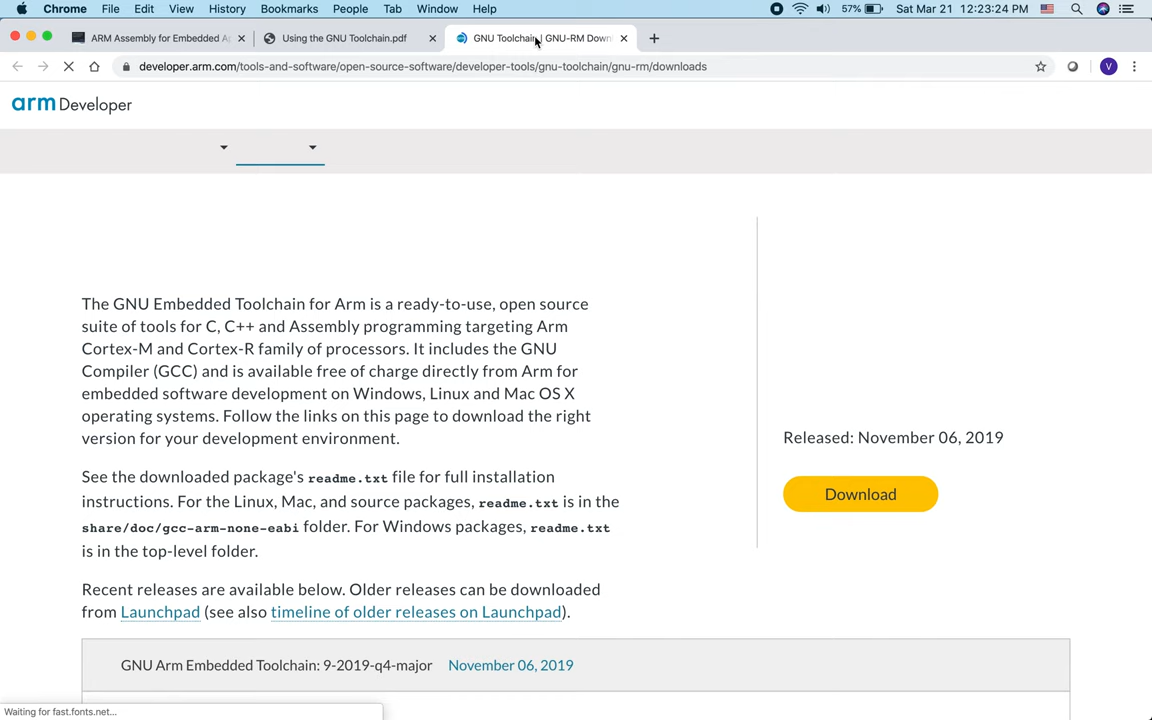 Chrome File Edit View History Bookmarks People Tab Window Help 57% Sat Mar 21 12:23:24 PM
ARM Assembly for Embedded Ap Using the GNU Toolchain.pdf GNU Toolchain | GNU-RM Down
developer.arm.com/tools-and-software/open-source-software/developer-tools/gnu-toolchain/gnu-rm/downloads V
arm Developer
The GNU Embedded Toolchain for Arm is a ready-to-use, open source
suite of tools for C, C++ and Assembly programming targeting Arm
Cortex-M and Cortex-R family of processors. It includes the GNU
Compiler (GCC) and is available free of charge directly from Arm for
embedded software development on Windows, Linux and Mac OS X
operating systems. Follow the links on this page to download the right
version for your development environment.
Released: November 06, 2019
Download
See the downloaded package's readme.txt file for full installation
instructions. For the Linux, Mac, and source packages, readme.txt is in the
share/doc/gcc-arm-none-eabi folder. For Windows packages, readme.txt
is in the top-level folder.
Recent releases are available below. Older releases can be downloaded
from Launchpad (see also timeline of older releases on Launchpad).
GNU Arm Embedded Toolchain: 9-2019-q4-major November 06, 2019
Waiting for fast.fonts.net...